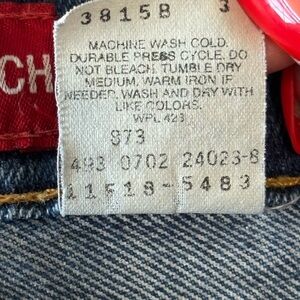 3815B 3
CH
MACHINE WASH COLD.
DURABLE PRESS CYCLE. DO
NOT BLEACH. TUMBLE DRY
MEDIUM. WARM IRON IF
NEEDED. WASH AND DRY WITH
LIKE COLORS.
WPL 423
873
493 0702 24023-8
11518-5483